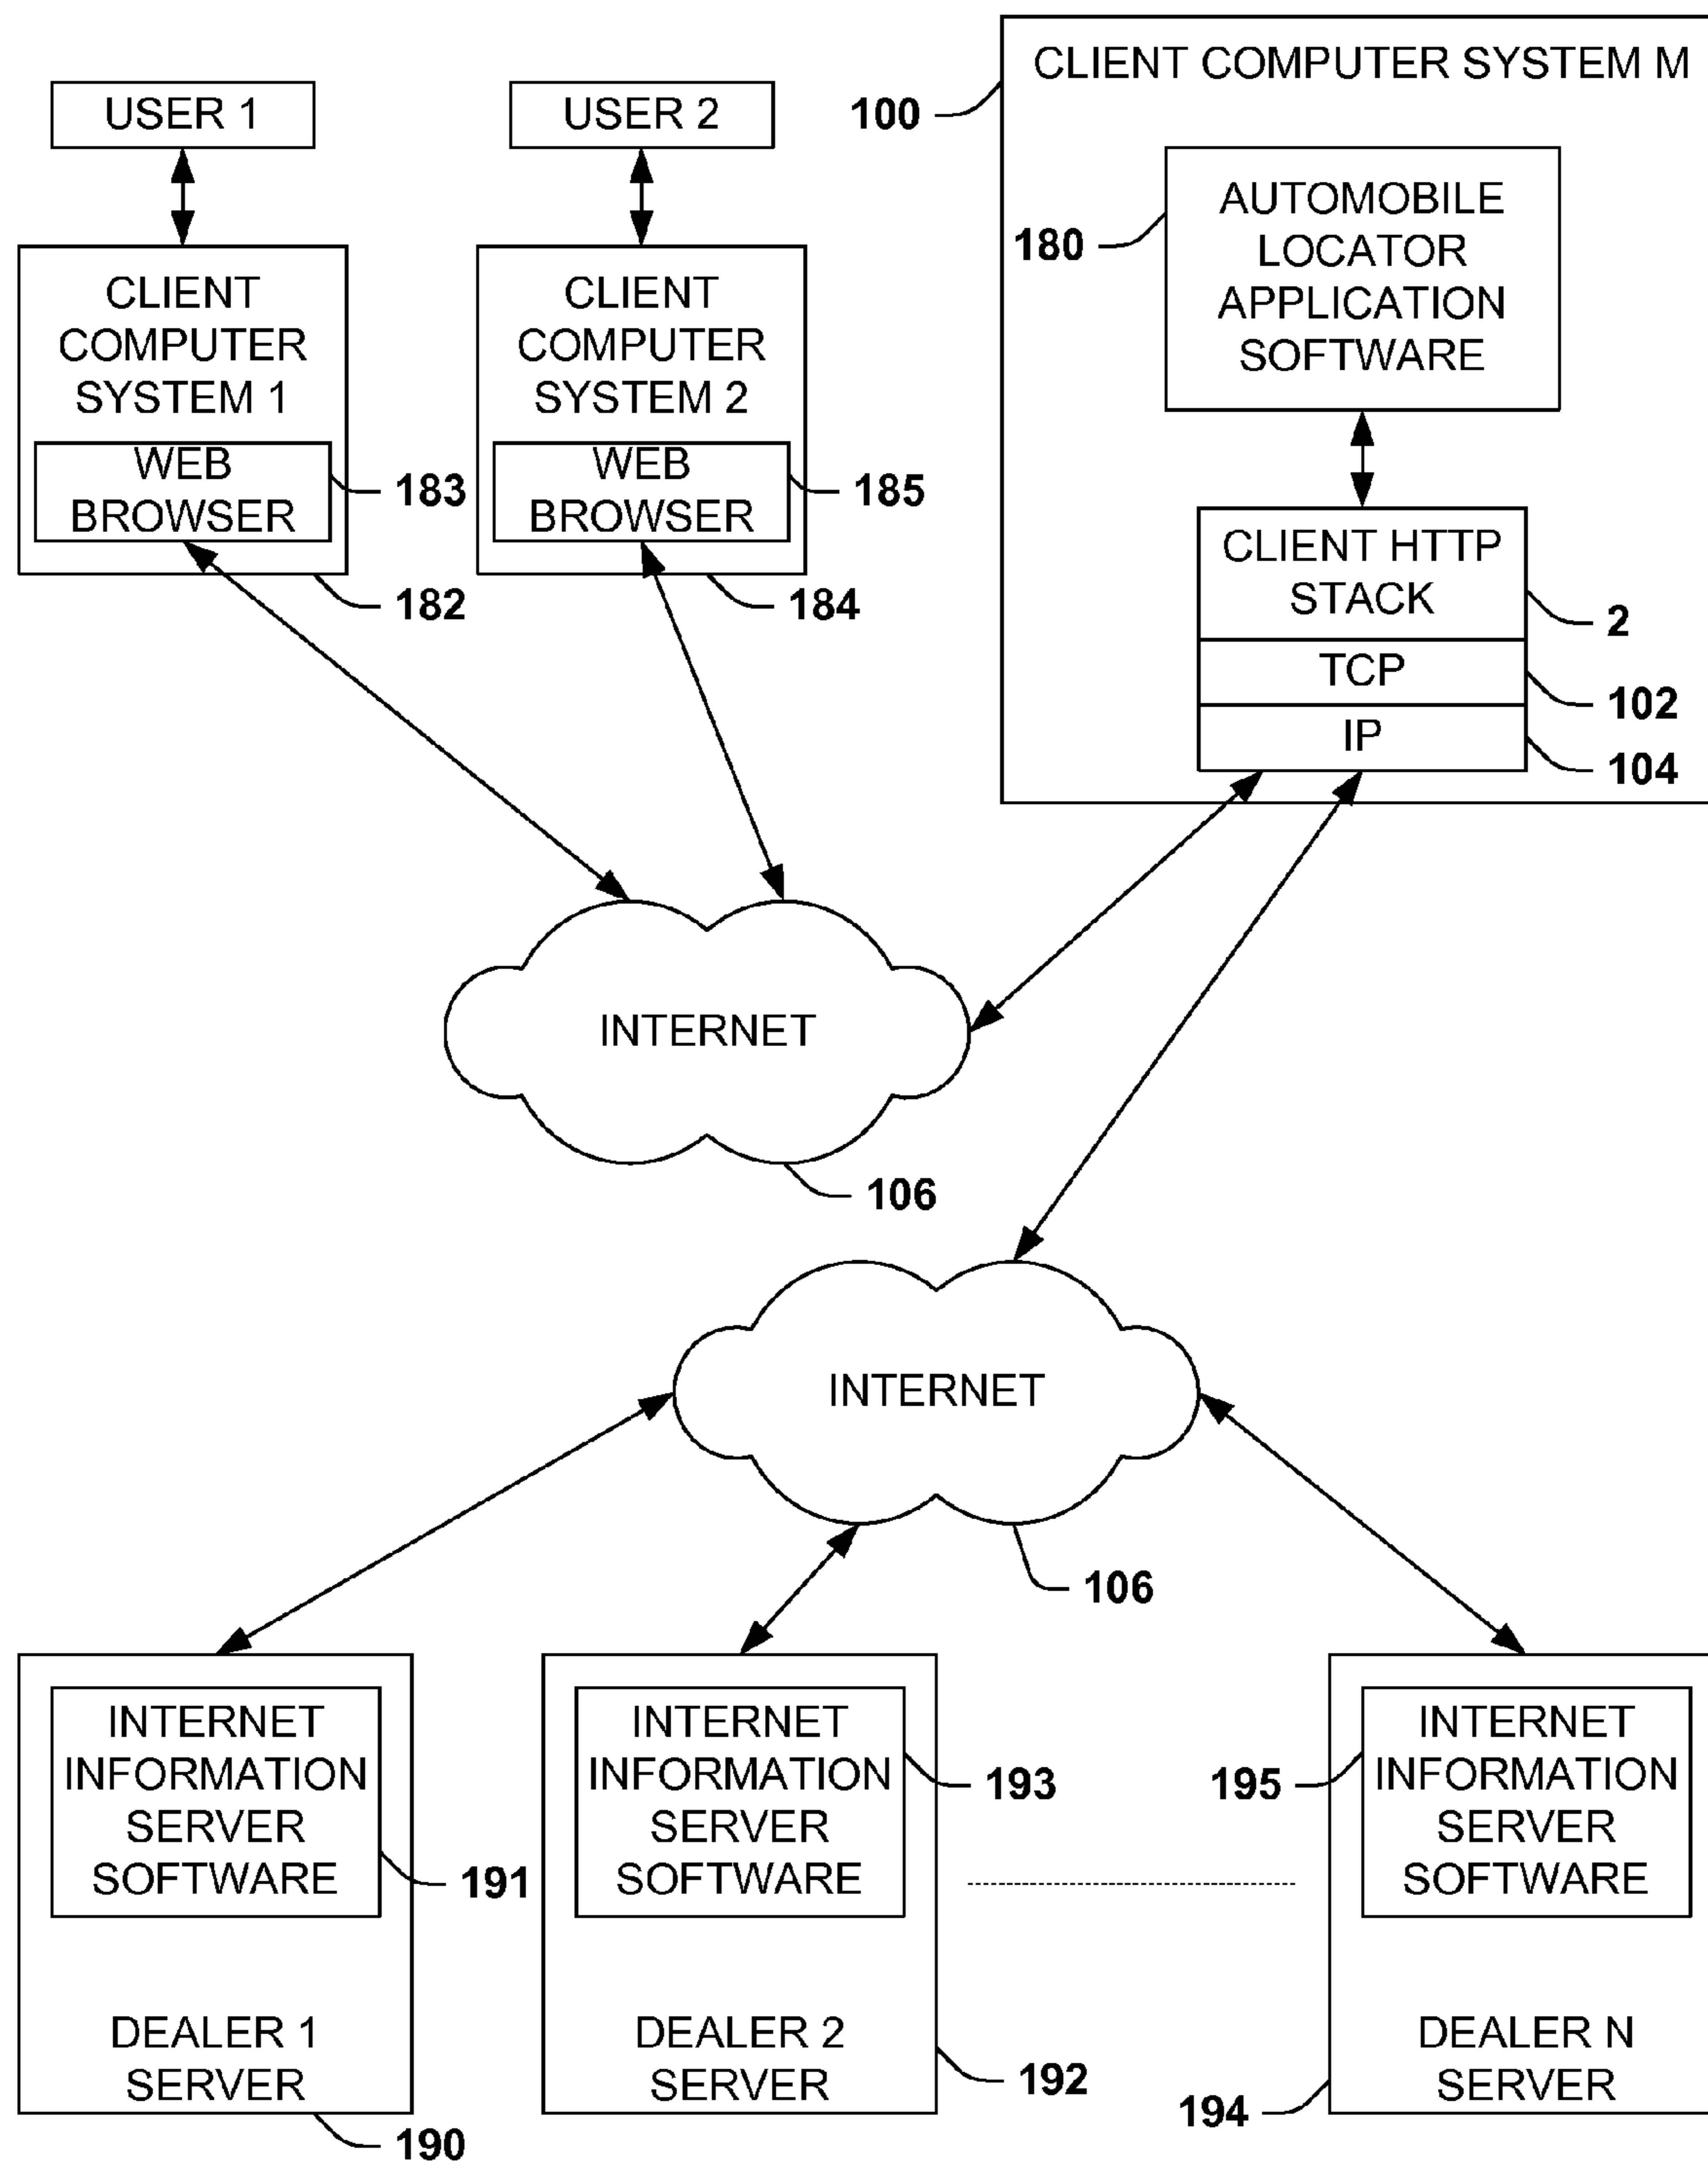 USER 1
USER 2
100
CLIENT COMPUTER SYSTEM M
CLIENT
COMPUTER
SYSTEM 1
WEB
BROWSER
183
182
CLIENT
COMPUTER
SYSTEM 2
WEB
BROWSER
185
184
180
AUTOMOBILE
LOCATOR
APPLICATION
SOFTWARE
CLIENT HTTP
STACK
2
TCP
102
IP
104
INTERNET
106
INTERNET
106
INTERNET
INFORMATION
SERVER
SOFTWARE
191
DEALER 1
SERVER
190
INTERNET
INFORMATION
SERVER
SOFTWARE
193
DEALER 2
SERVER
192
195
INTERNET
INFORMATION
SERVER
SOFTWARE
DEALER N
SERVER
194